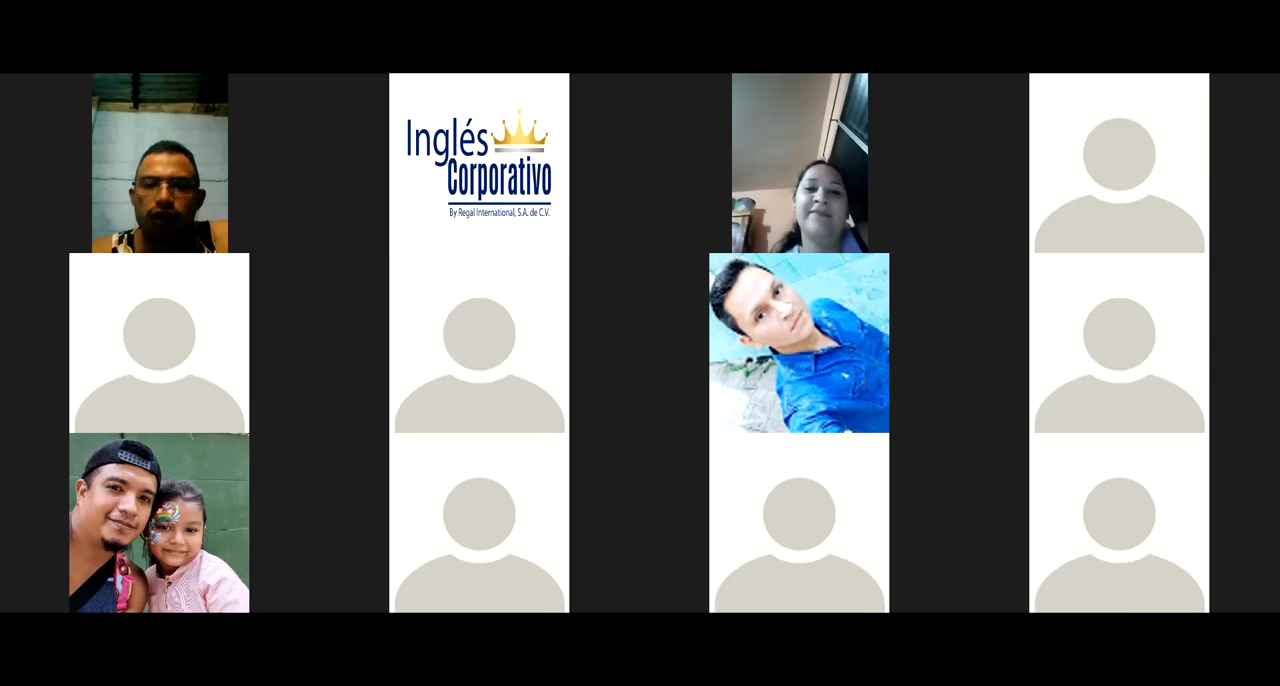 Inglés
Corporativo
By Regal International, S.A. de C.V.